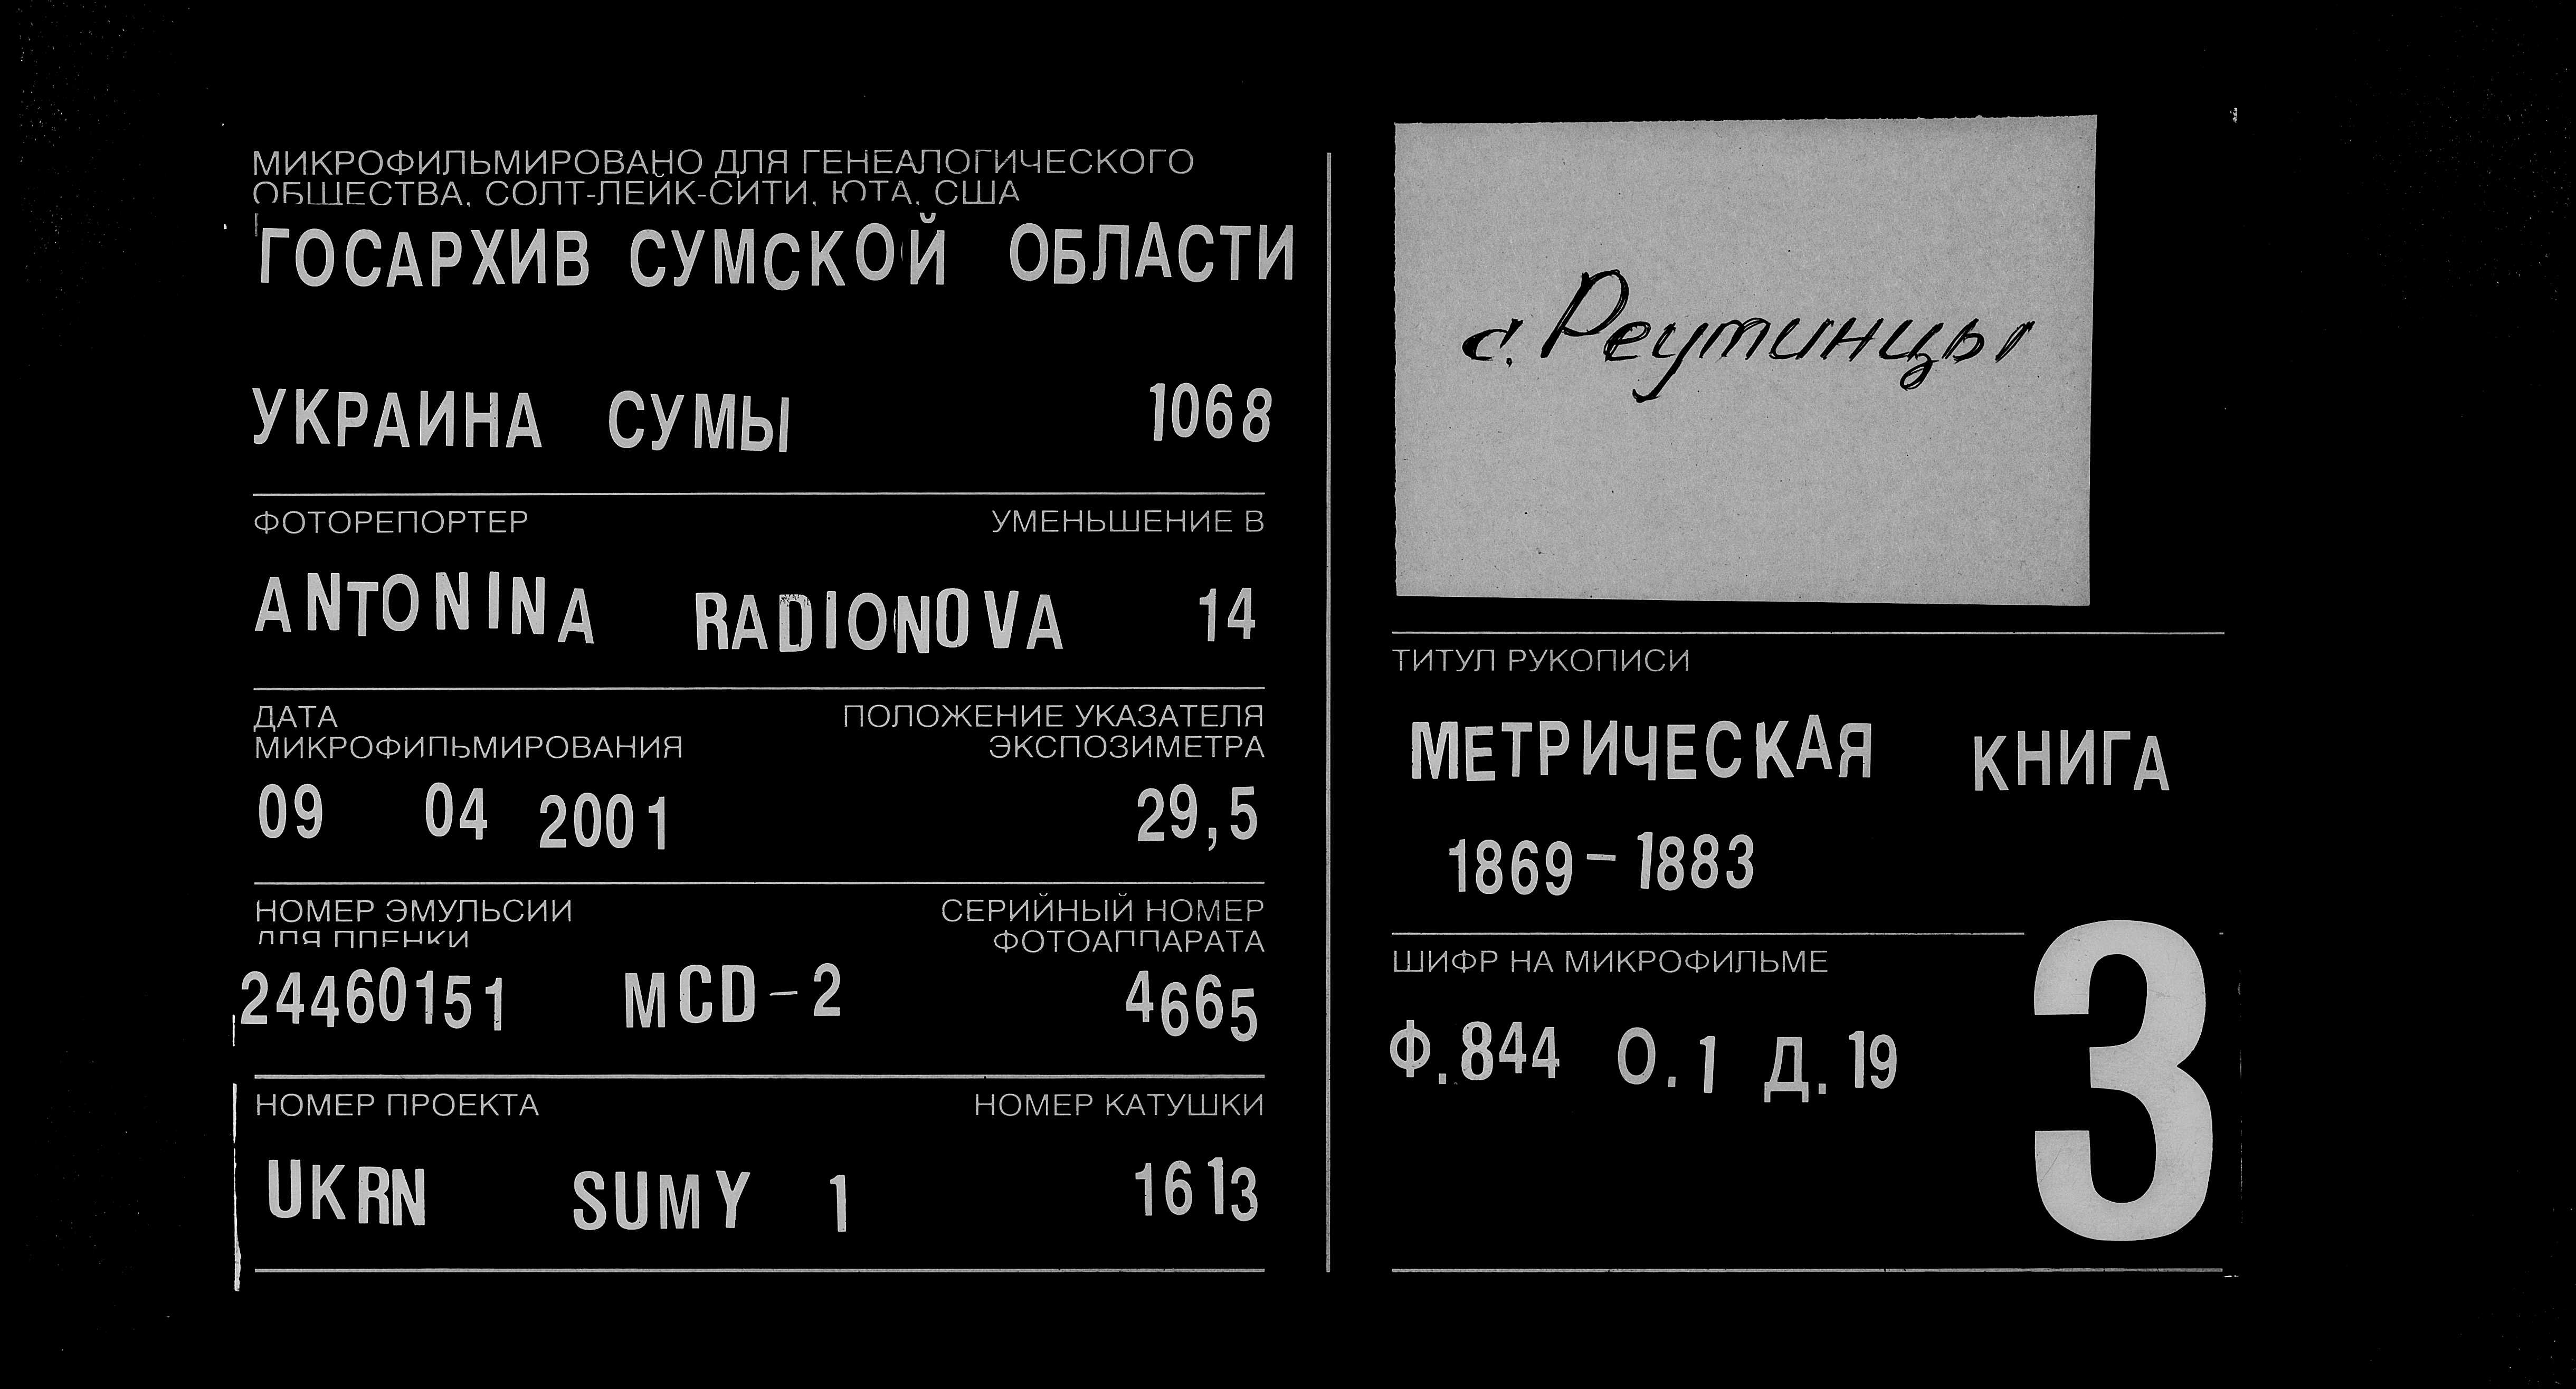 МИКРОФИЛЬМИРОВАНО ДЛЯ ГЕНЕАЛОГИЧЕСКОГО
ОБЩЕСТВА, СОЛТ-ЛЕЙК-СИТИ, ЮТА, США
ГОСАРХИВ СУМСКОЙ ОБЛАСТИ
УКРАИНА СУМЫ 1068
ФОТОРЕПОРТЕР УМЕНЬШЕНИЕ В
ANTONINA RADIONOVA 14
ДАТА ПОЛОЖЕНИЕ УКАЗАТЕЛЯ
МИКРОФИЛЬМИРОВАНИЯ ЭКСПОЗИМЕТРА
09 04 2001 29,5
НОМЕР ЭМУЛЬСИИ СЕРИЙНЫЙ НОМЕР
ДЛЯ ПЛЕНКИ ФОТОАППАРАТА
24460151 MCD-2 4665
НОМЕР ПРОЕКТА НОМЕР КАТУШКИ
UKRN SUMY 1 1613
с. Реутинцы
ТИТУЛ РУКОПИСИ
МЕТРИЧЕСКАЯ КНИГА
1869-1883
ШИФР НА МИКРОФИЛЬМЕ
Ф.844 О.1 Д.19
3